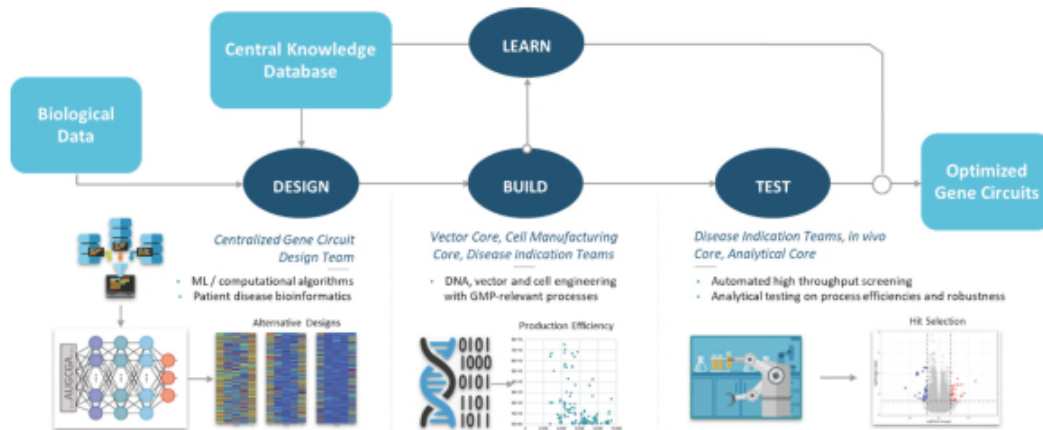 Central Knowledge
Database
LEARN
Biological
Data
DESIGN
BUILD
TEST
Optimized
Gene Circuits
Centralized Gene Circuit
Design Team
• ML / computational algorithms
• Patient disease bioinformatics
Alternative Designs
AUGCGA
Vector Core, Cell Manufacturing
Core, Disease Indication Teams
• DNA, vector and cell engineering
with GMP-relevant processes
Production Efficiency
0101
1000
0101
1101
1011
Disease Indication Teams, in vivo
Core, Analytical Core
• Automated high throughput screening
• Analytical testing on process efficiencies and robustness
Hit Selection